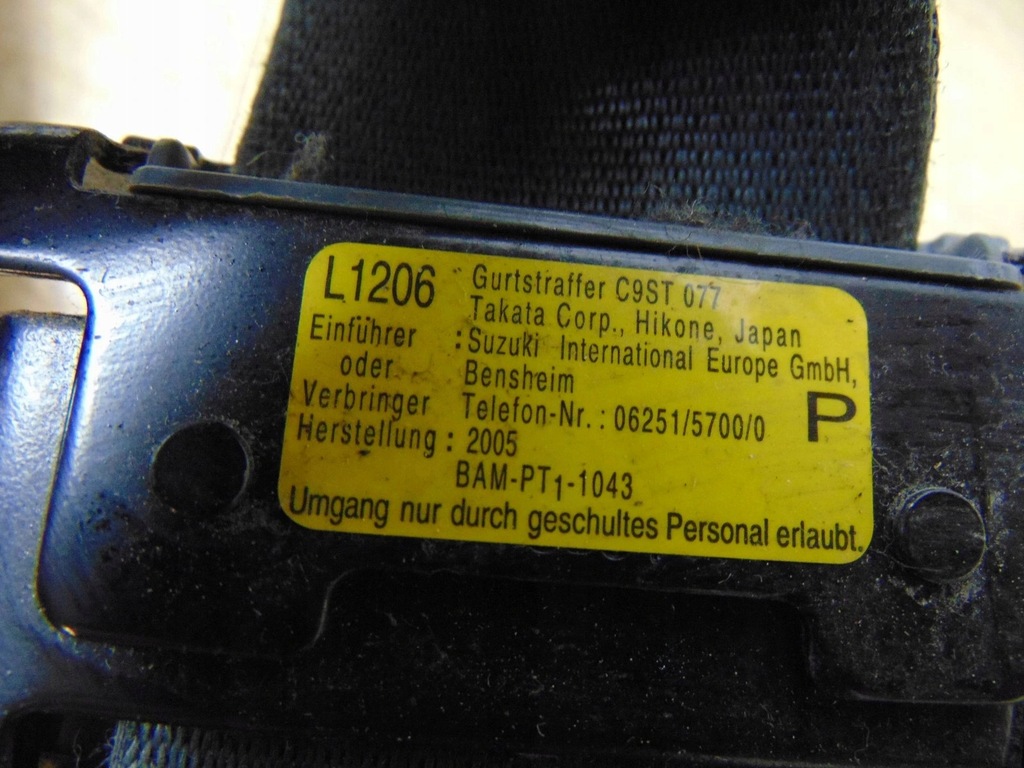 L1206 Gurtstraffer C9ST 077
Takata Corp., Hikone, Japan
Einführer : Suzuki International Europe GmbH,
oder Bensheim
Verbringer Telefon-Nr. : 06251/5700/0 P
Herstellung : 2005
BAM-PT1-1043
Umgang nur durch geschultes Personal erlaubt.